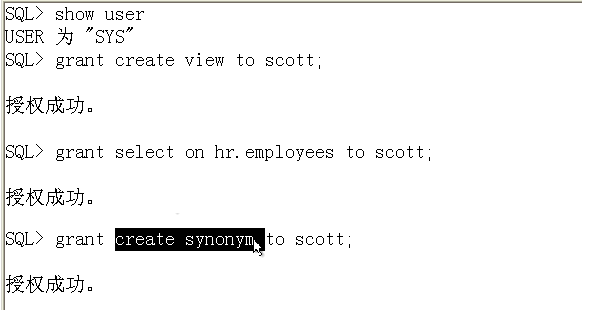 SQL> show user
USER 为 "SYS"
SQL> grant create view to scott;
授权成功。
SQL> grant select on hr.employees to scott;
授权成功。
SQL> grant create synonym to scott;
授权成功。